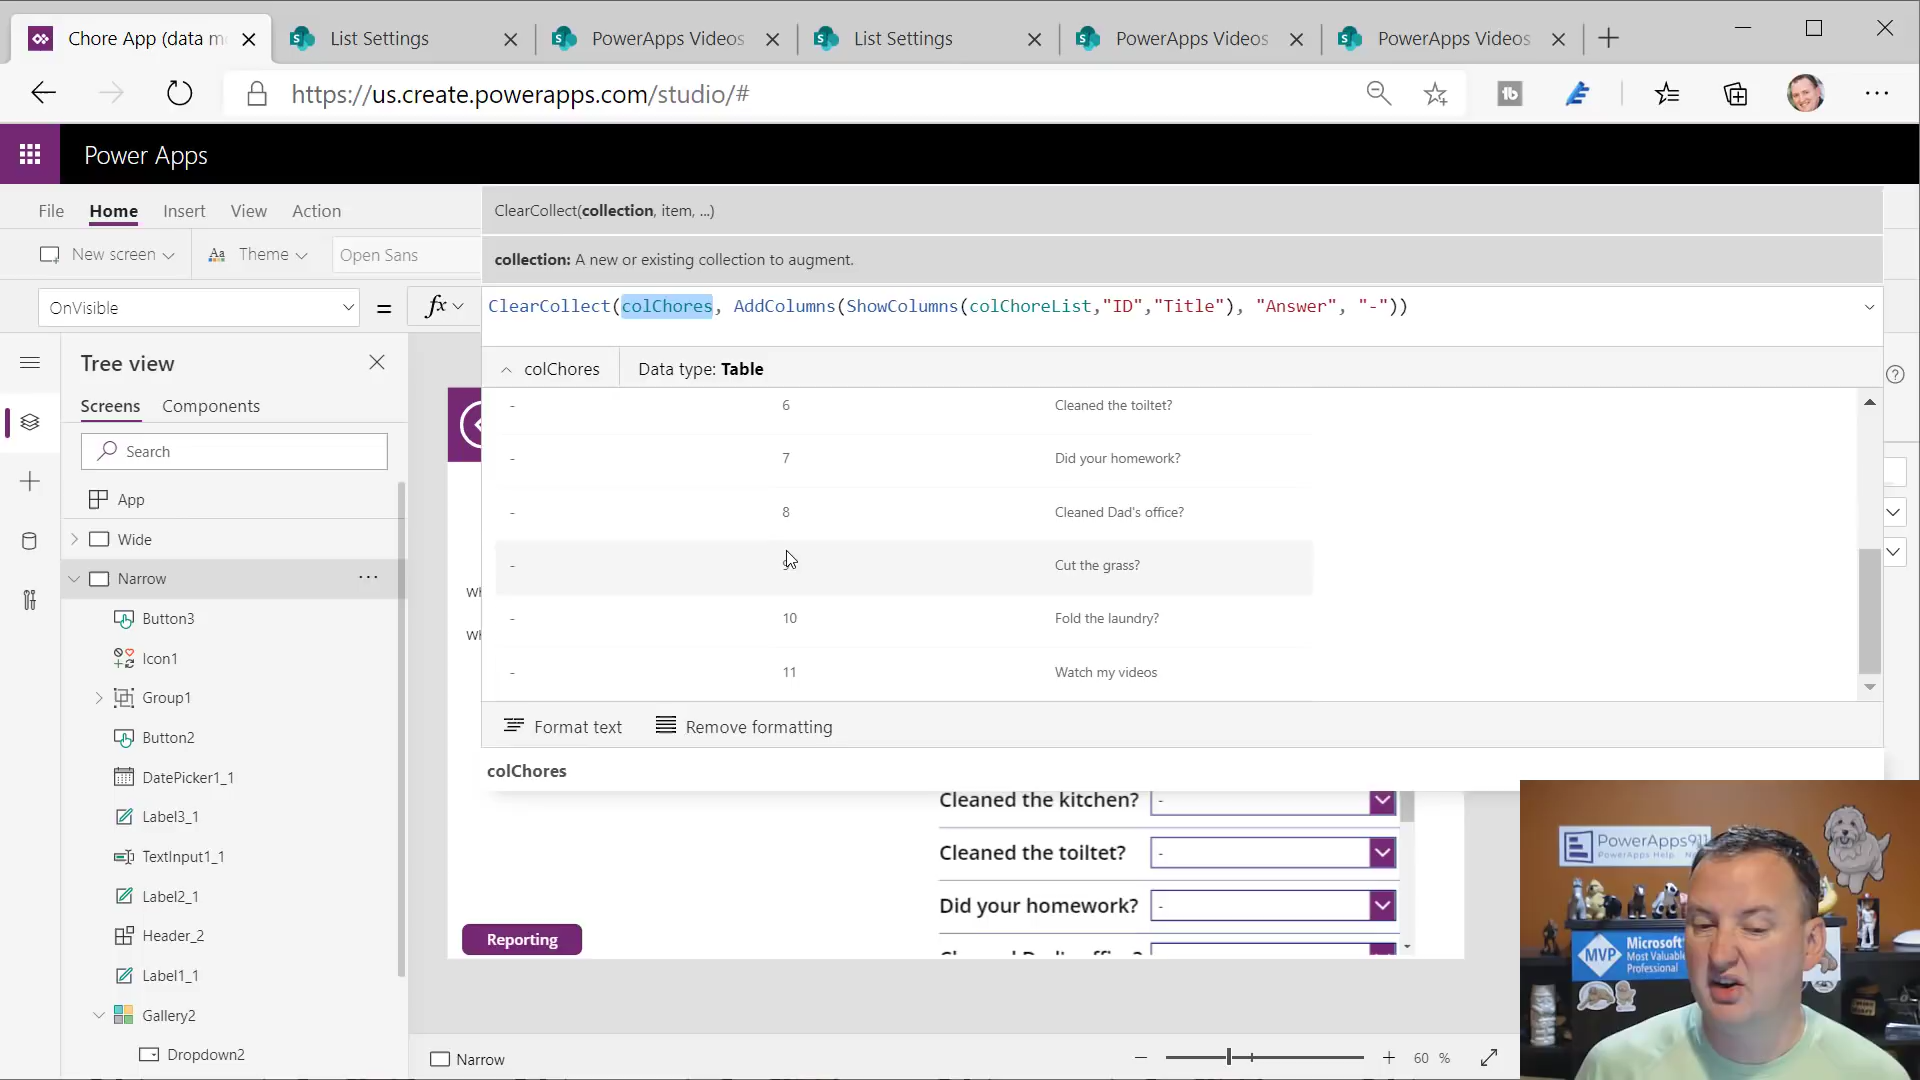 Chore App (data m
List Settings
PowerApps Videos
List Settings
PowerApps Videos
PowerApps Videos
https://us.create.powerapps.com/studio/#
Power Apps
File Home Insert View Action
New screen Theme Open Sans
ClearCollect(collection, item, ...)
collection: A new or existing collection to augment.
OnVisible = fx ClearCollect(colChores, AddColumns(ShowColumns(colChoreList,"ID","Title"), "Answer", "-"))
colChores Data type: Table
- 6 Cleaned the toiltet?
- 7 Did your homework?
- 8 Cleaned Dad's office?
- Cut the grass?
- 10 Fold the laundry?
- 11 Watch my videos
Format text Remove formatting
colChores
Tree view
Screens Components
Search
App
Wide
Narrow
Button3
Icon1
Group1
Button2
DatePicker1_1
Label3_1
TextInput1_1
Label2_1
Header_2
Label1_1
Gallery2
Dropdown2
Wh
Wh
Cleaned the kitchen? -
Cleaned the toiltet? -
Did your homework? -
Reporting
Narrow
60 %
PowerApps911
PowerApps Help
MVP Microsoft
Most Valuable
Professional